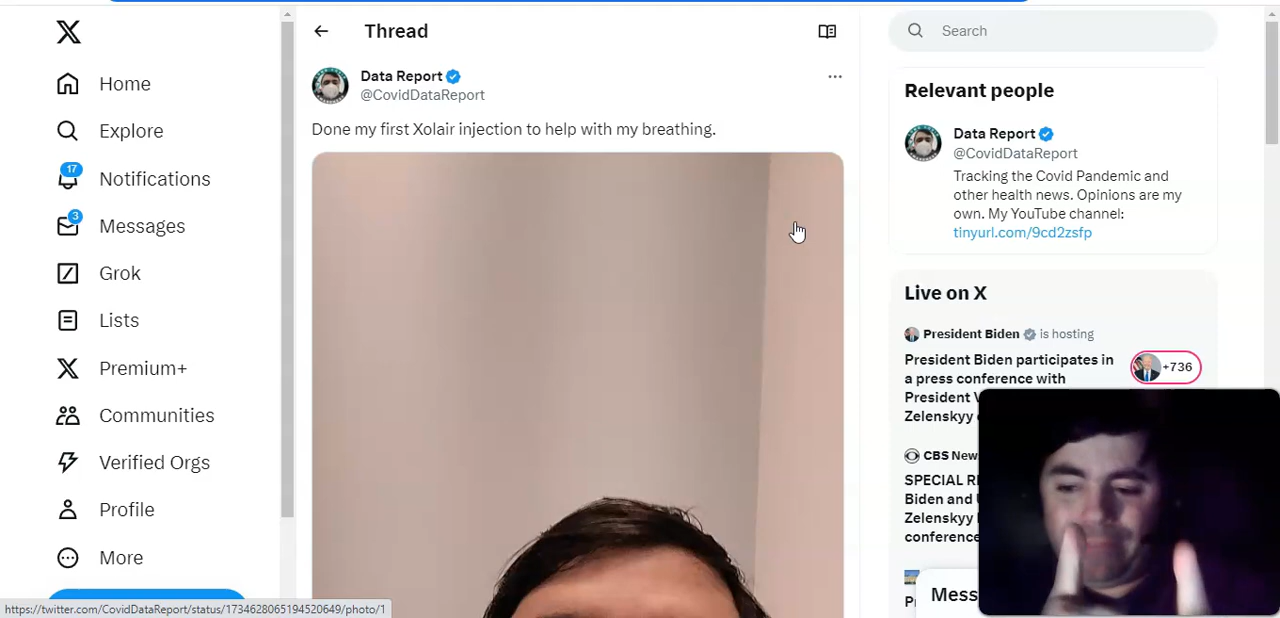 Thread
Search
Home
Explore
17
Notifications
3
Messages
Grok
Lists
Premium+
Communities
Verified Orgs
Profile
More
Data Report
@CovidDataReport
Done my first Xolair injection to help with my breathing.
Relevant people
Data Report
@CovidDataReport
Tracking the Covid Pandemic and
other health news. Opinions are my
own. My YouTube channel:
tinyurl.com/9cd2zsfp
Live on X
President Biden is hosting
President Biden participates in
a press conference with
President V
Zelenskyy
+736
CBS New
SPECIAL R
Biden and
Zelenskyy
conference
Mess
https://twitter.com/CovidDataReport/status/1734628065194520649/photo/1